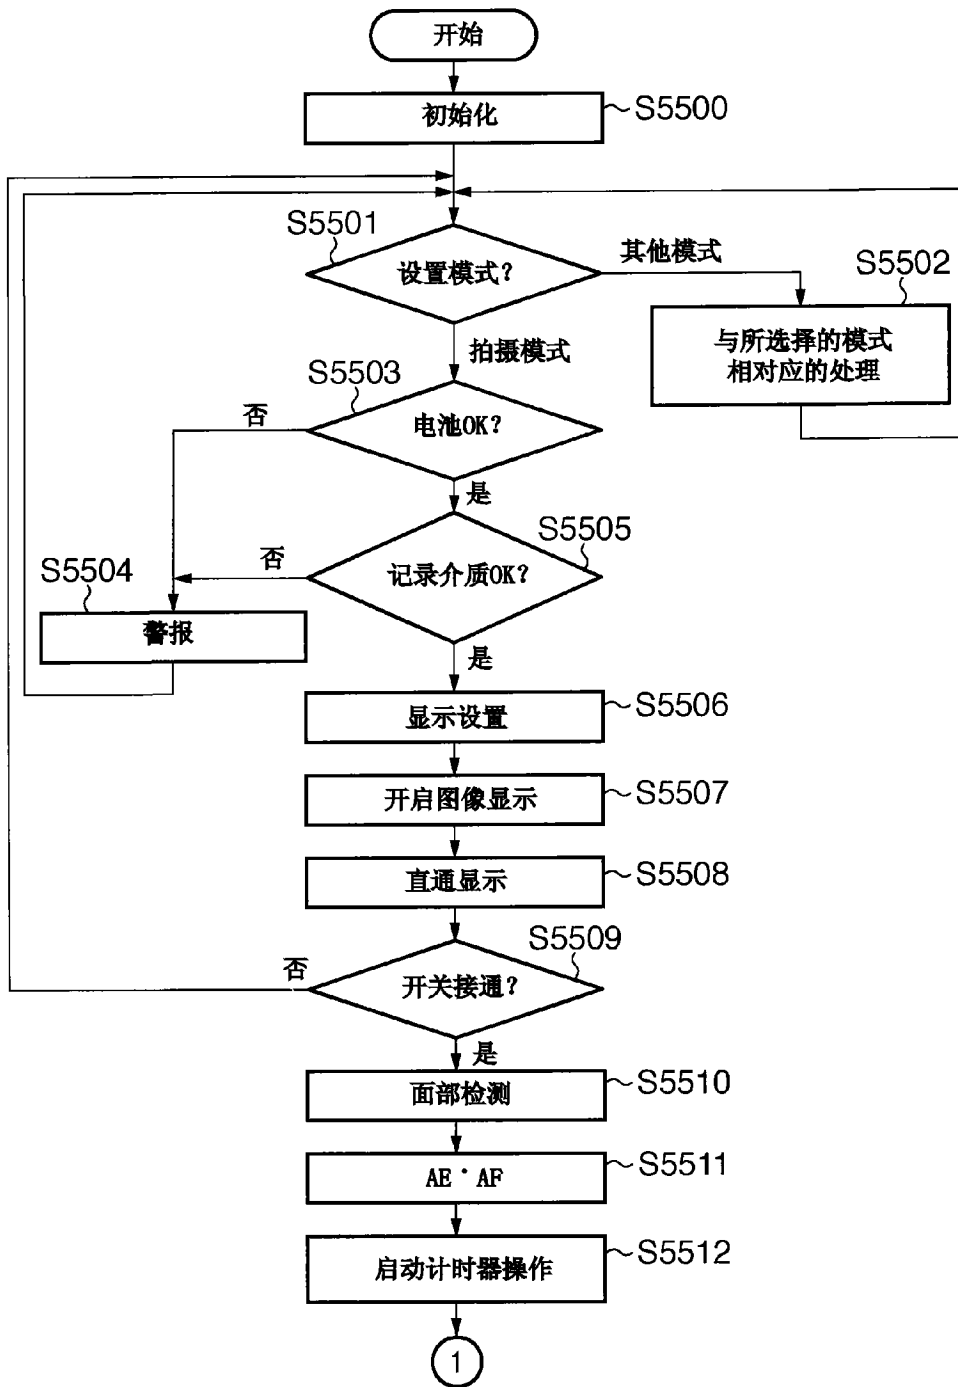 开始
初始化
S5500
S5501
设置模式?
其他模式
S5502
与所选择的模式
相对应的处理
拍摄模式
S5503
否
电池OK?
是
S5505
否
记录介质OK?
S5504
警报
是
显示设置
S5506
开启图像显示
S5507
直通显示
S5508
S5509
否
开关接通?
是
面部检测
S5510
AE·AF
S5511
启动计时器操作
S5512
1